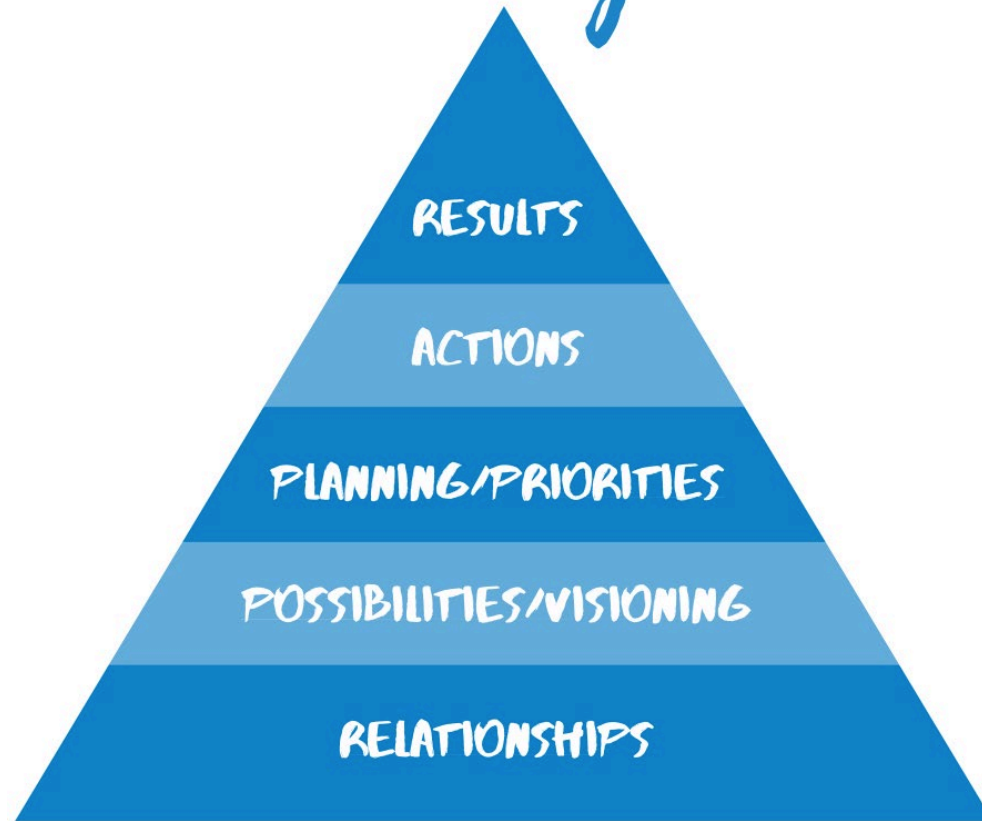 RESULTS
ACTIONS
PLANNING/PRIORITIES
POSSIBILITIES/VISIONING
RELATIONSHIPS